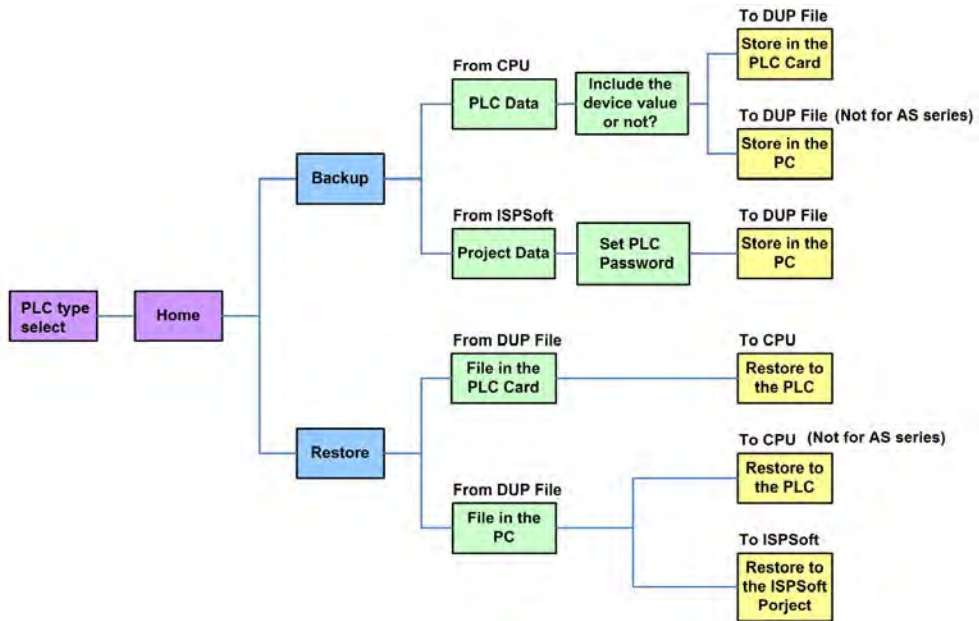 PLC type
select
Home
Backup
From CPU
PLC Data
Include the
device value
or not?
To DUP File
Store in the
PLC Card
To DUP File (Not for AS series)
Store in the
PC
From ISPSoft
Project Data
Set PLC
Password
To DUP File
Store in the
PC
Restore
From DUP File
File in the
PLC Card
To CPU
Restore to
the PLC
From DUP File
File in the
PC
To CPU (Not for AS series)
Restore to
the PLC
To ISPSoft
Restore to
the ISPSoft
Porject